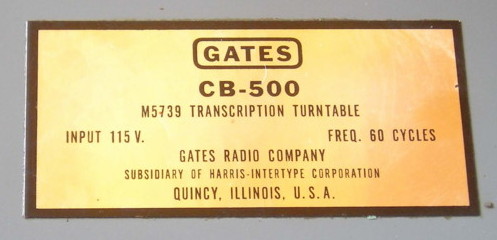 GATES
CB-500
M5739 TRANSCRIPTION TURNTABLE
INPUT 115 V. FREQ. 60 CYCLES
GATES RADIO COMPANY
SUBSIDIARY OF HARRIS-INTERTYPE CORPORATION
QUINCY, ILLINOIS, U.S.A.